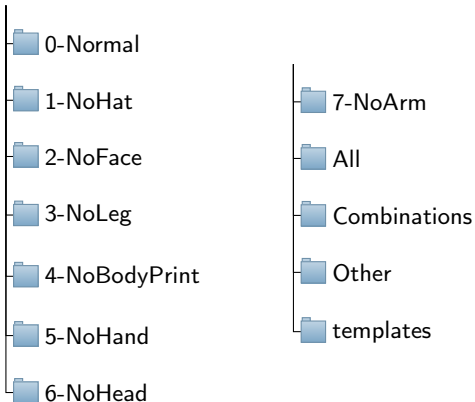 0-Normal
1-NoHat
2-NoFace
3-NoLeg
4-NoBodyPrint
5-NoHand
6-NoHead
7-NoArm
All
Combinations
Other
templates